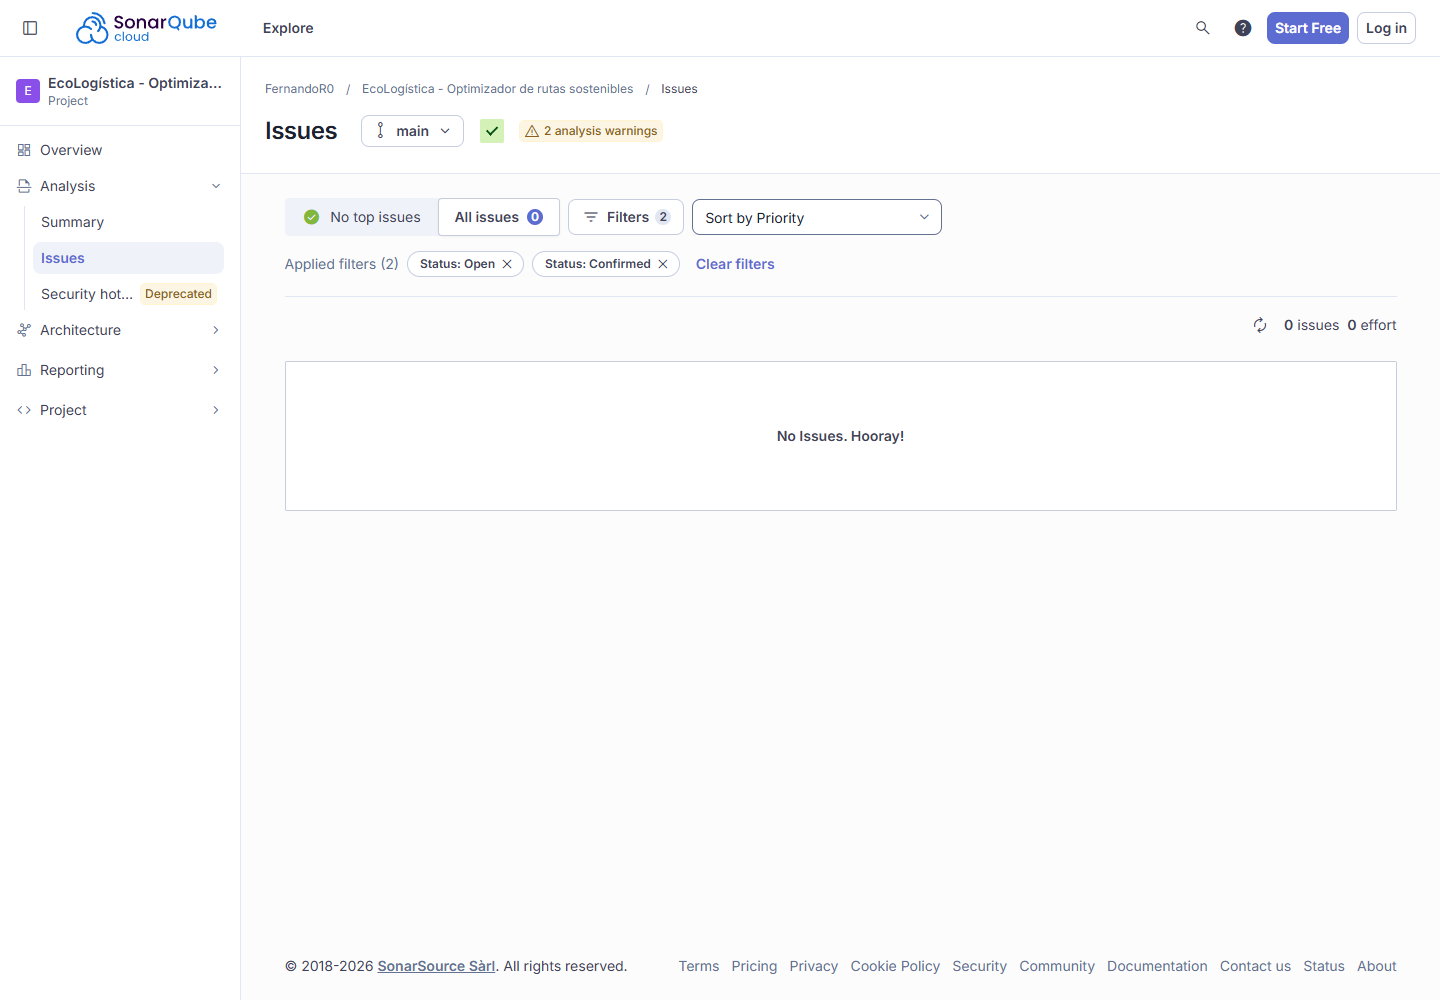 SonarQube cloud
Explore
?
Start Free
Log in
E
EcoLogística - Optimiza...
Project
Overview
Analysis
Summary
Issues
Security hot... Deprecated
Architecture
Reporting
Project
FernandoR0 / EcoLogística - Optimizador de rutas sostenibles / Issues
Issues
main
2 analysis warnings
No top issues
All issues 0
Filters 2
Sort by Priority
Applied filters (2)
Status: Open
Status: Confirmed
Clear filters
0 issues 0 effort
No Issues. Hooray!
© 2018-2026 SonarSource Sàrl. All rights reserved.
Terms Pricing Privacy Cookie Policy Security Community Documentation Contact us Status About